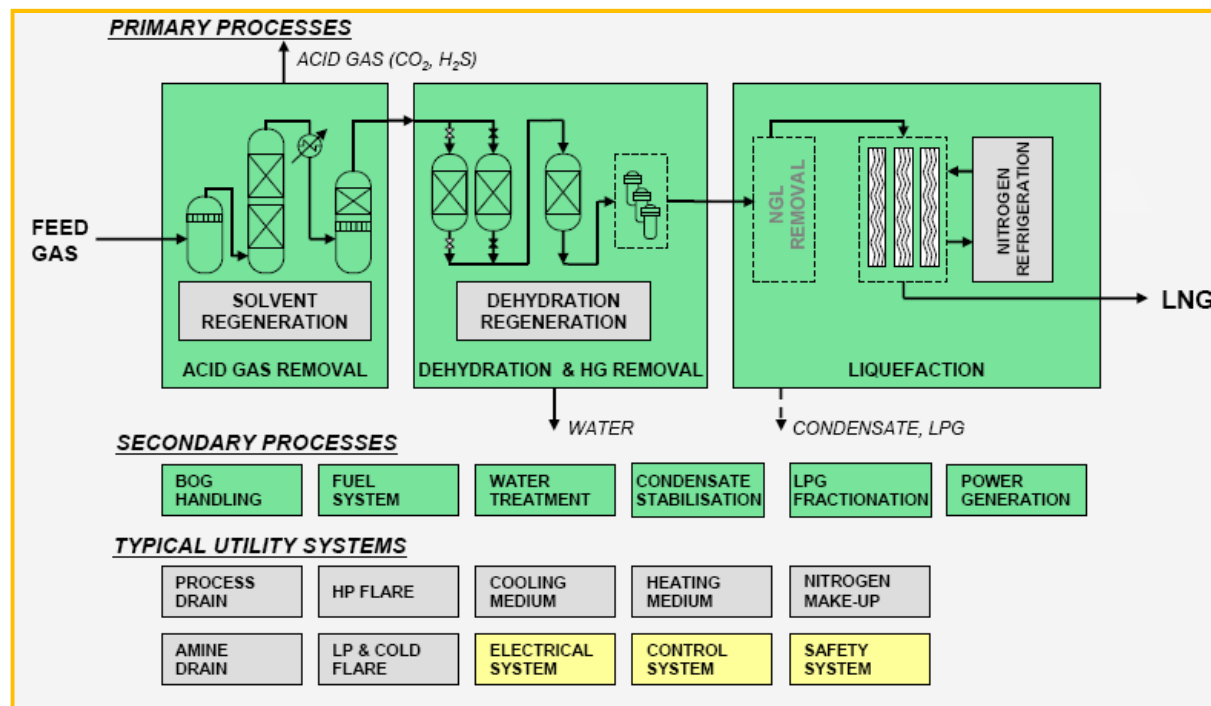 PRIMARY PROCESSES
ACID GAS (CO₂, H₂S)
FEED
GAS
SOLVENT
REGENERATION
ACID GAS REMOVAL
DEHYDRATION
REGENERATION
DEHYDRATION & HG REMOVAL
NGL
REMOVAL
NITROGEN
REFRIGERATION
LIQUEFACTION
LNG
WATER
CONDENSATE, LPG
SECONDARY PROCESSES
BOG
HANDLING
FUEL
SYSTEM
WATER
TREATMENT
CONDENSATE
STABILISATION
LPG
FRACTIONATION
POWER
GENERATION
TYPICAL UTILITY SYSTEMS
PROCESS
DRAIN
HP FLARE
COOLING
MEDIUM
HEATING
MEDIUM
NITROGEN
MAKE-UP
AMINE
DRAIN
LP & COLD
FLARE
ELECTRICAL
SYSTEM
CONTROL
SYSTEM
SAFETY
SYSTEM